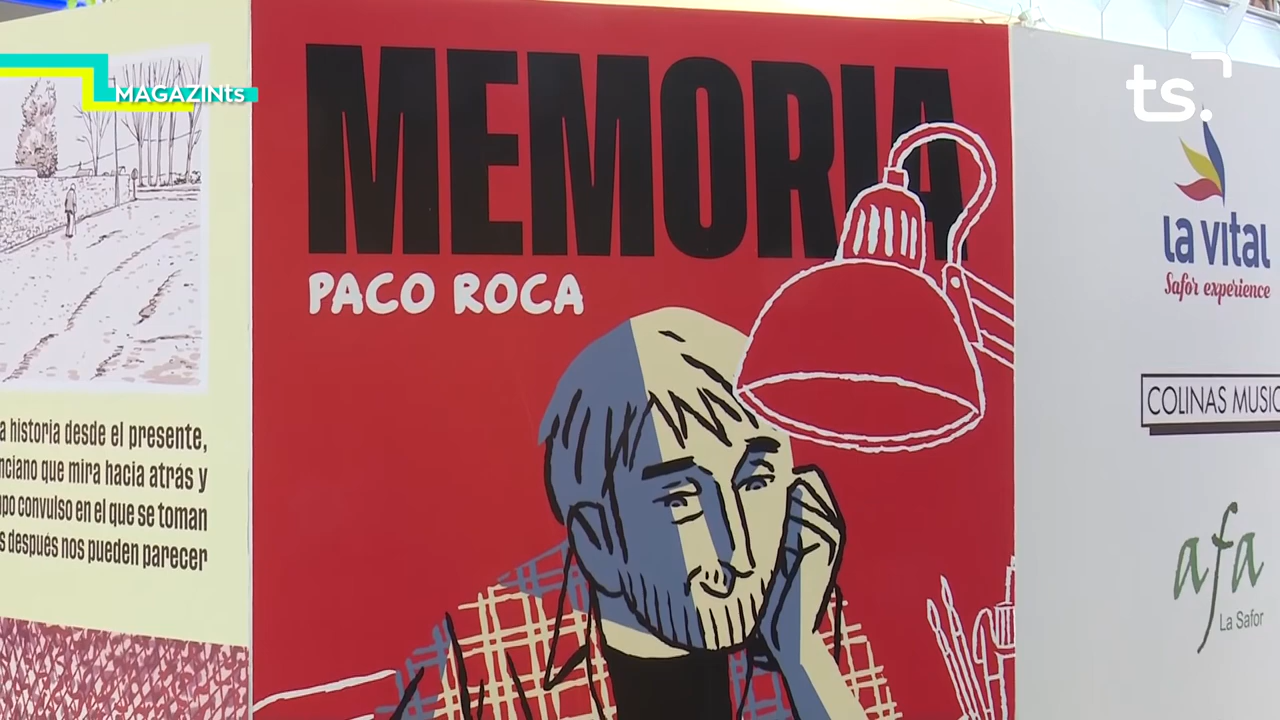 MAGAZINts
ts.
MEMORIA
PACO ROCA
a historia desde el presente,
nciano que mira hacia atrás y
po convulso en el que se toman
s después nos pueden parecer
la vital
Safor experience
COLINAS MUSIC
afa
La Safor